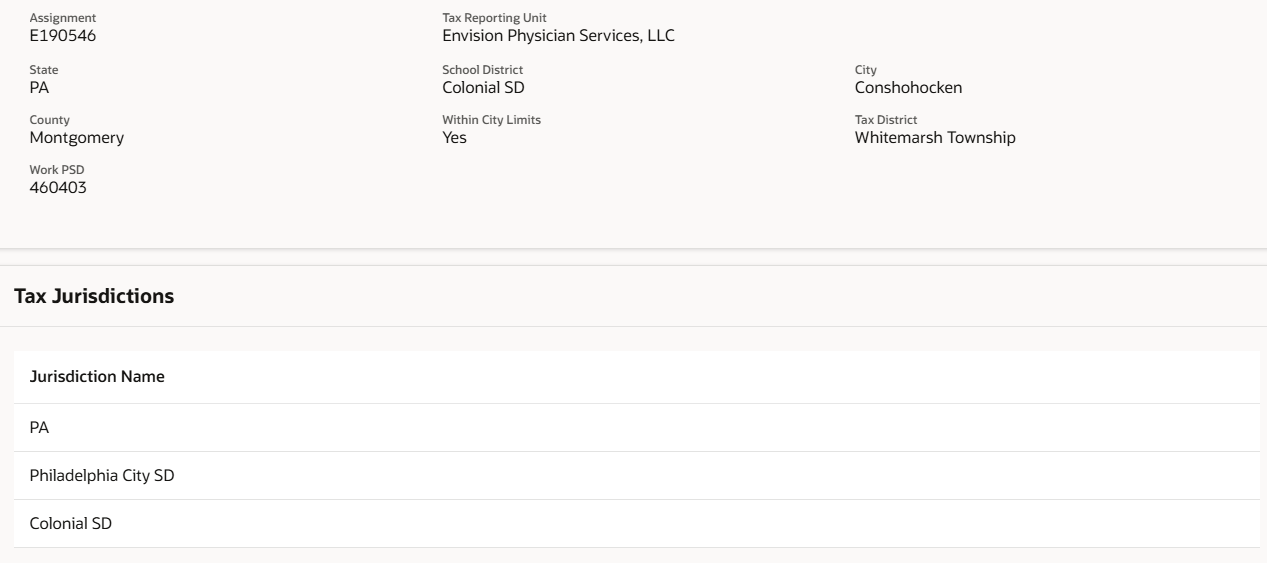 Assignment
E190546
Tax Reporting Unit
Envision Physician Services, LLC
State
PA
School District
Colonial SD
City
Conshohocken
County
Montgomery
Within City Limits
Yes
Tax District
Whitemarsh Township
Work PSD
460403
Tax Jurisdictions
Jurisdiction Name
PA
Philadelphia City SD
Colonial SD